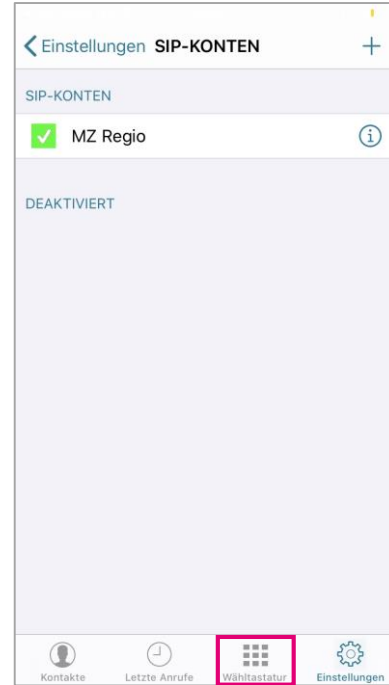 Einstellungen SIP-KONTEN +
SIP-KONTEN
MZ Regio
DEAKTIVIERT
Kontakte Letzte Anrufe Wähltastatur Einstellungen